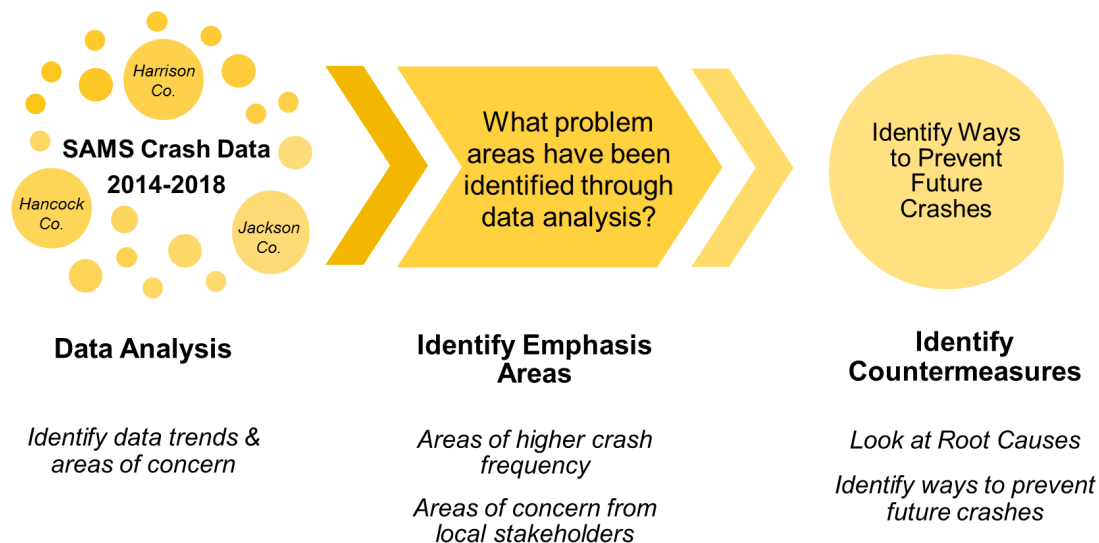 Harrison
Co.
SAMS Crash Data
2014-2018
Hancock
Co.
Jackson
Co.
What problem
areas have been
identified through
data analysis?
Identify Ways
to Prevent
Future
Crashes
Data Analysis
Identify data trends &
areas of concern
Identify Emphasis
Areas
Areas of higher crash
frequency
Areas of concern from
local stakeholders
Identify
Countermeasures
Look at Root Causes
Identify ways to prevent
future crashes